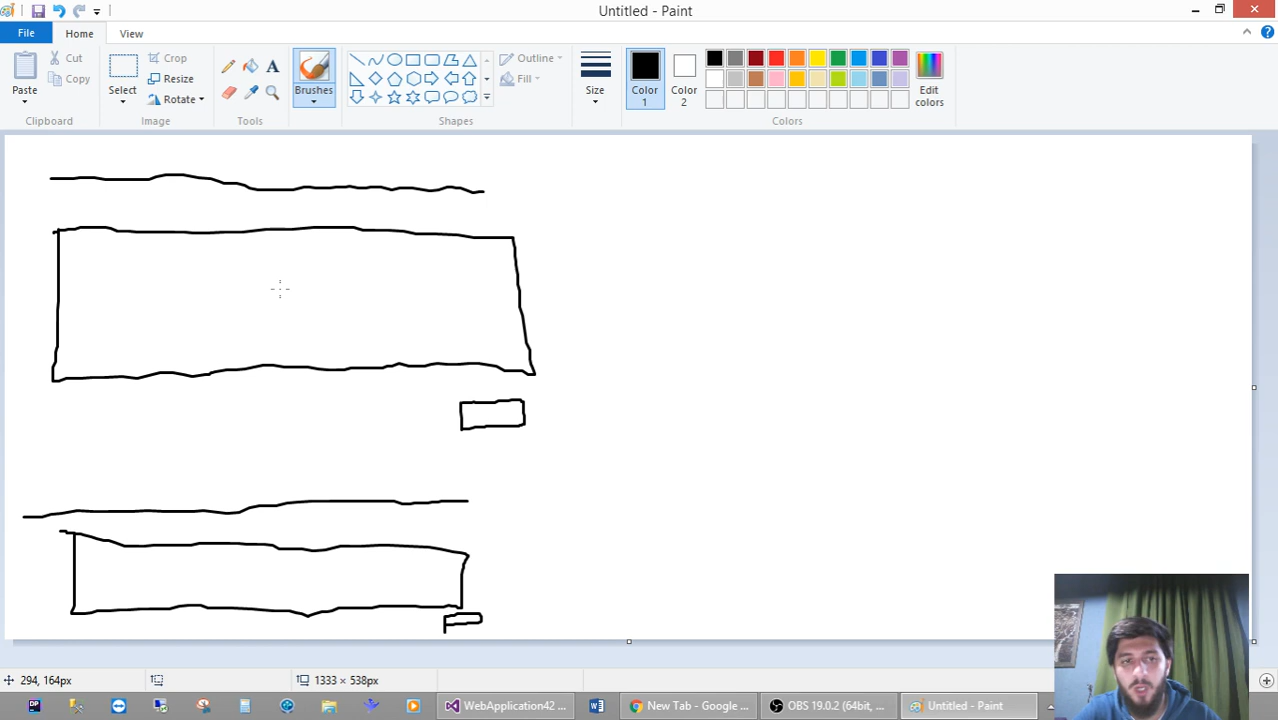 Untitled - Paint
File
Home
View
Paste
Cut
Copy
Clipboard
Select
Crop
Resize
Rotate
Image
A
Tools
Brushes
Outline
Fill
Shapes
Size
Color 1
Color 2
Edit colors
Colors
294, 164px
1333 × 538px
DP
WebApplication42 ...
New Tab - Google ...
OBS 19.0.2 (64bit, ...
Untitled - Paint